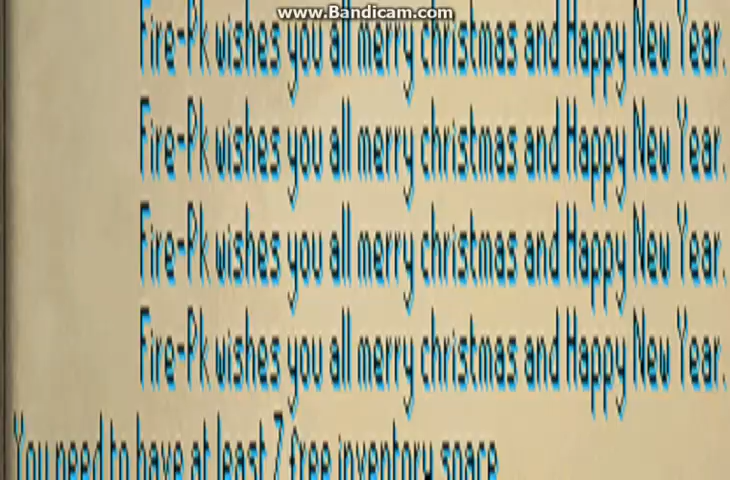 www.Bandicam.com
Fire-Pk wishes you all merry christmas and Happy New Year.
Fire-Pk wishes you all merry christmas and Happy New Year.
Fire-Pk wishes you all merry christmas and Happy New Year.
Fire-Pk wishes you all merry christmas and Happy New Year.
You need to have at least 7 free inventory space